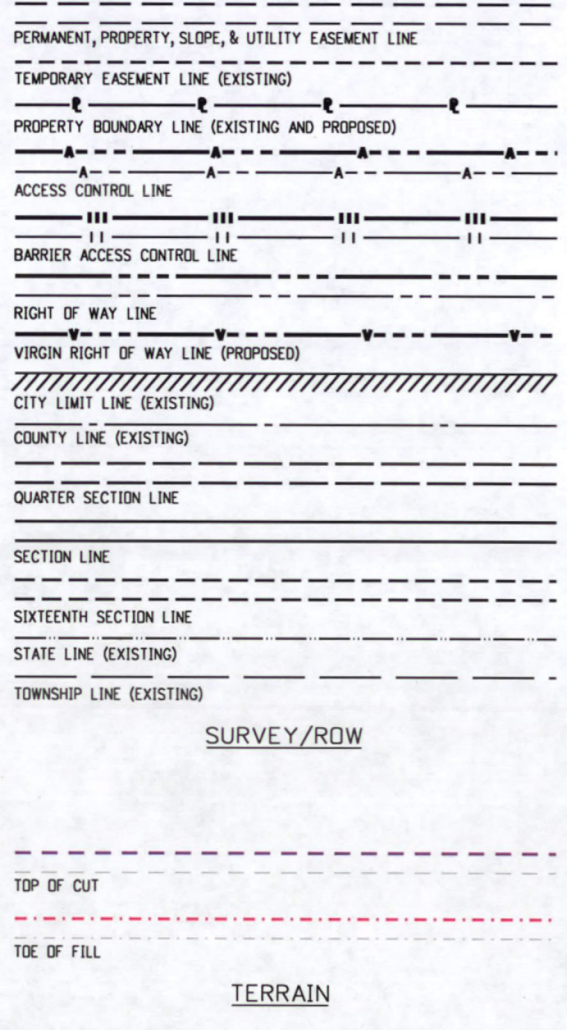 PERMANENT, PROPERTY, SLOPE, & UTILITY EASEMENT LINE
TEMPORARY EASEMENT LINE (EXISTING)
PROPERTY BOUNDARY LINE (EXISTING AND PROPOSED)
A A A A
A A A A
ACCESS CONTROL LINE
BARRIER ACCESS CONTROL LINE
RIGHT OF WAY LINE
V V V V
VIRGIN RIGHT OF WAY LINE (PROPOSED)
CITY LIMIT LINE (EXISTING)
COUNTY LINE (EXISTING)
QUARTER SECTION LINE
SECTION LINE
SIXTEENTH SECTION LINE
STATE LINE (EXISTING)
TOWNSHIP LINE (EXISTING)
SURVEY/ROW
TOP OF CUT
TOE OF FILL
TERRAIN